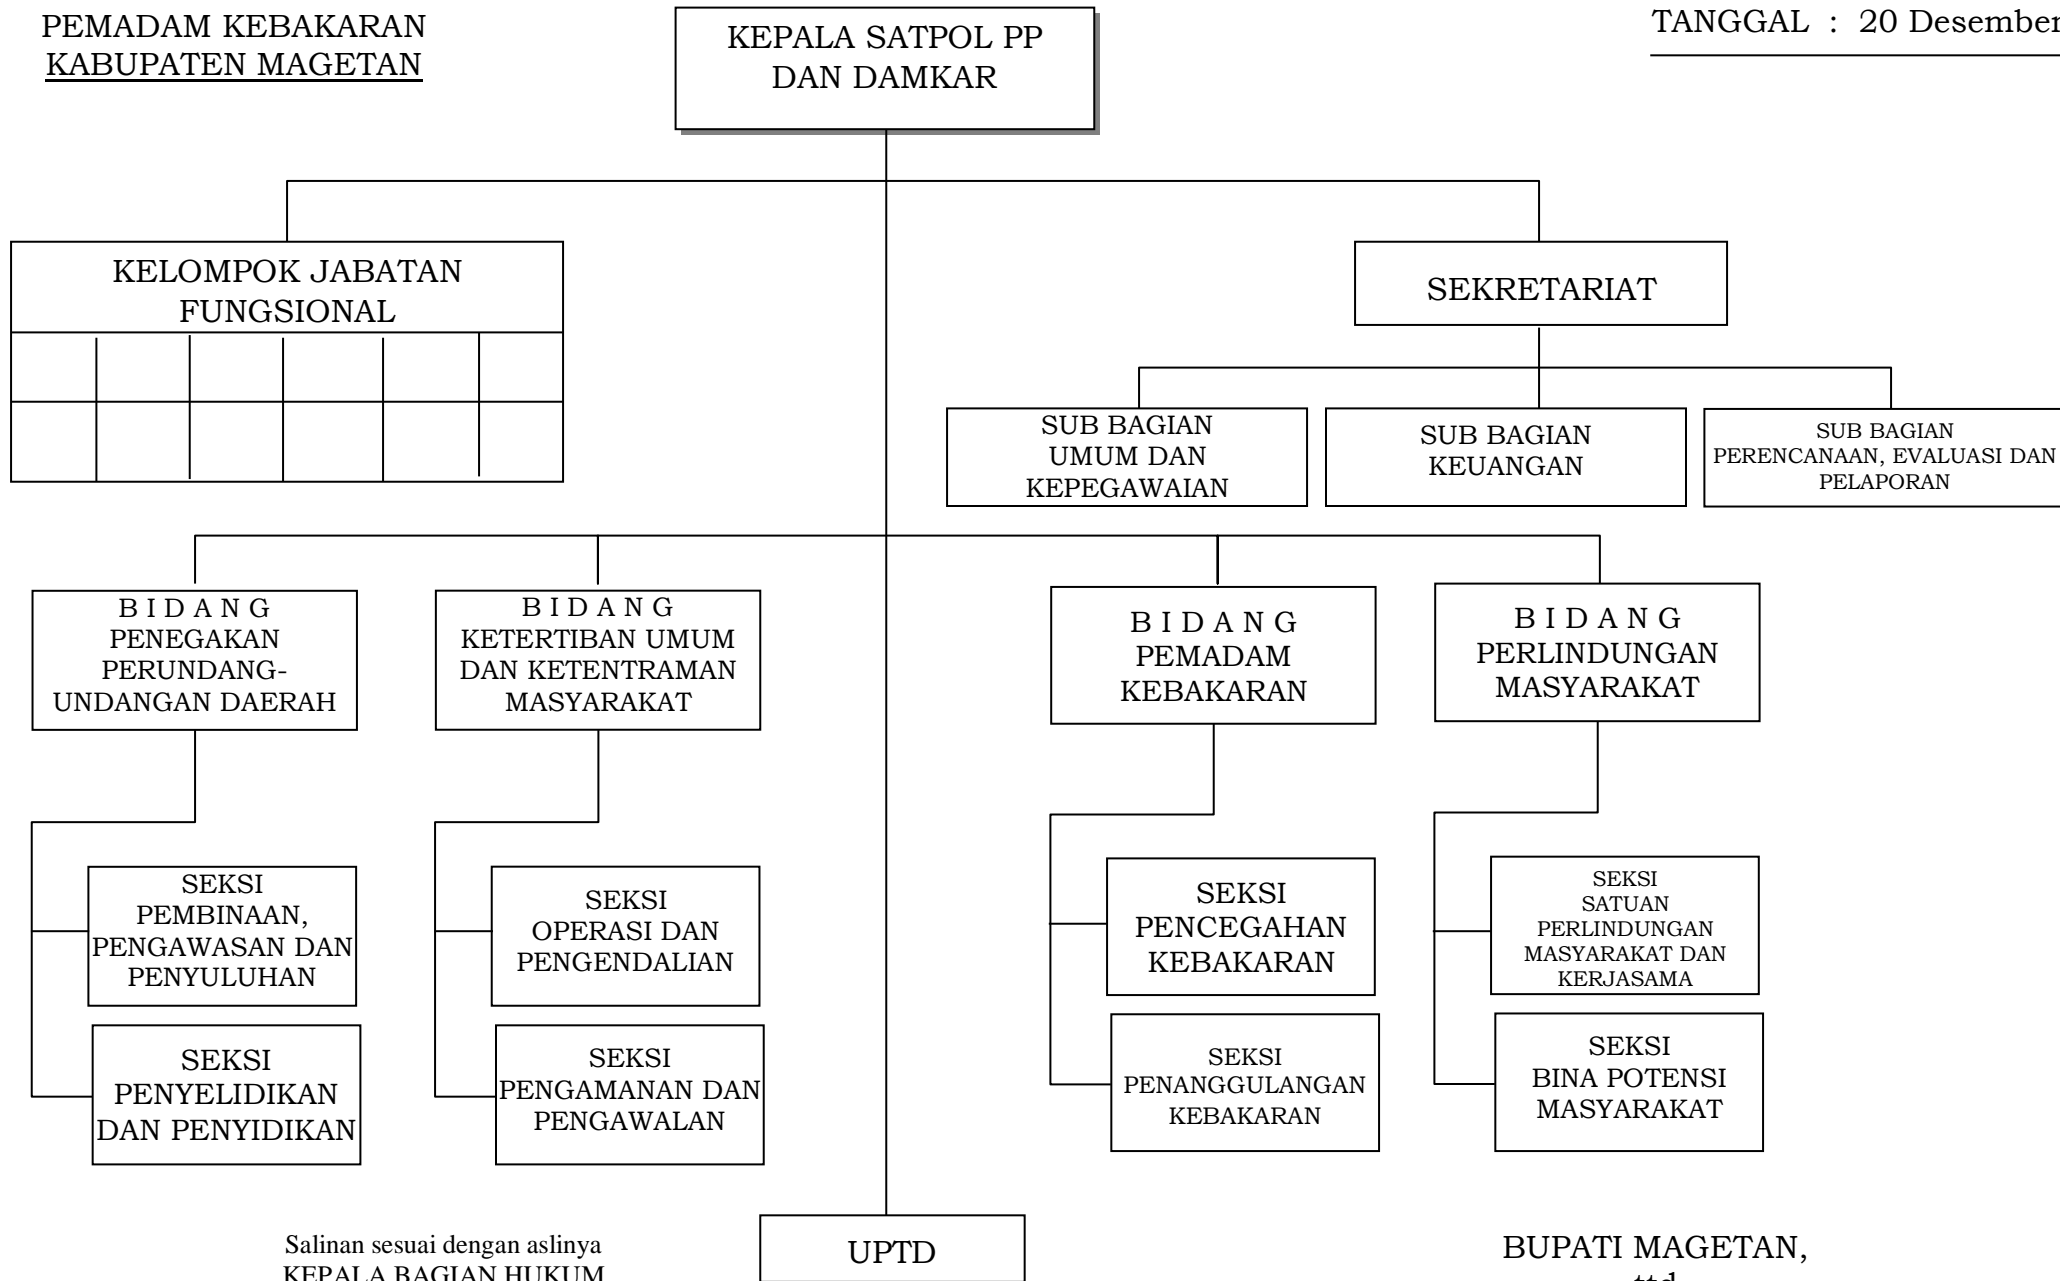 PEMADAM KEBAKARAN
KABUPATEN MAGETAN
KEPALA SATPOL PP
DAN DAMKAR
TANGGAL : 20 Desember
KELOMPOK JABATAN
FUNGSIONAL
SEKRETARIAT
SUB BAGIAN
UMUM DAN
KEPEGAWAIAN
SUB BAGIAN
KEUANGAN
SUB BAGIAN
PERENCANAAN, EVALUASI DAN
PELAPORAN
B I D A N G
PENEGAKAN
PERUNDANG-
UNDANGAN DAERAH
B I D A N G
KETERTIBAN UMUM
DAN KETENTRAMAN
MASYARAKAT
B I D A N G
PEMADAM
KEBAKARAN
B I D A N G
PERLINDUNGAN
MASYARAKAT
SEKSI
PEMBINAAN,
PENGAWASAN DAN
PENYULUHAN
SEKSI
OPERASI DAN
PENGENDALIAN
SEKSI
PENCEGAHAN
KEBAKARAN
SEKSI
SATUAN
PERLINDUNGAN
MASYARAKAT DAN
KERJASAMA
SEKSI
PENYELIDIKAN
DAN PENYIDIKAN
SEKSI
PENGAMANAN DAN
PENGAWALAN
SEKSI
PENANGGULANGAN
KEBAKARAN
SEKSI
BINA POTENSI
MASYARAKAT
Salinan sesuai dengan aslinya
KEPALA BAGIAN HUKUM
UPTD
BUPATI MAGETAN,
ttd